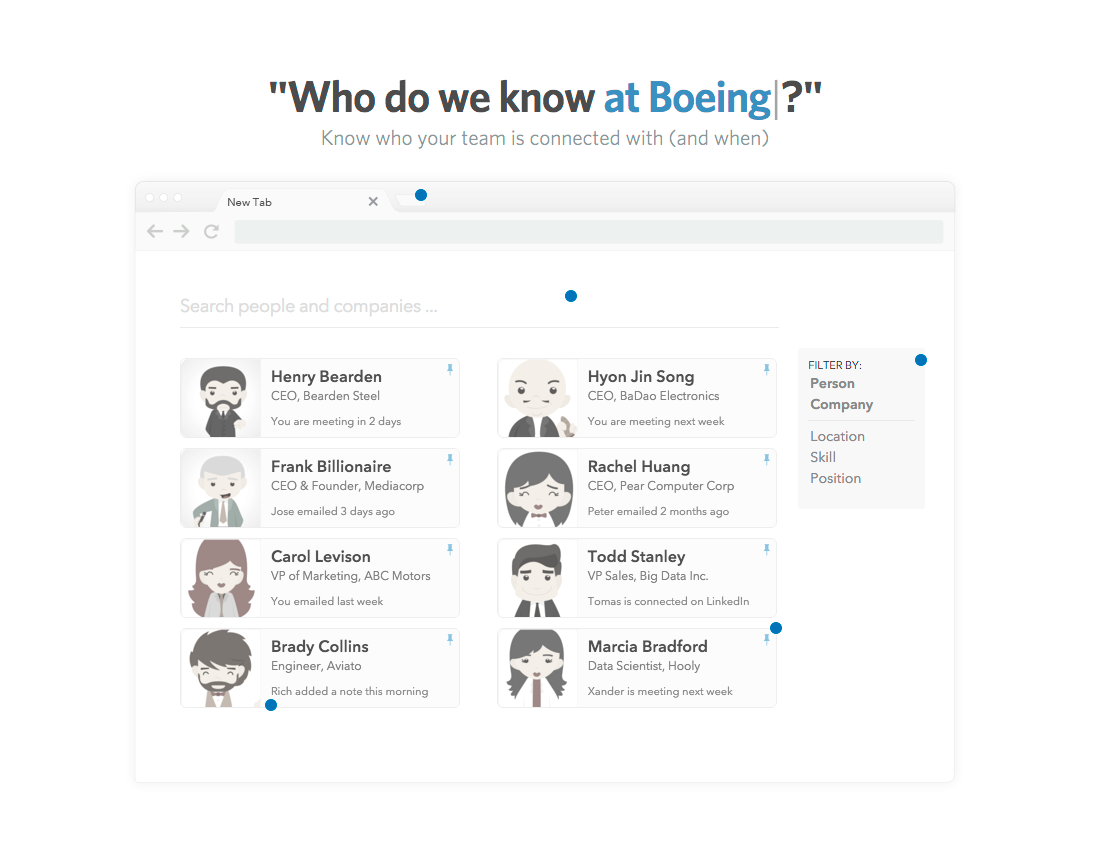 "Who do we know at Boeing|?"
Know who your team is connected with (and when)
New Tab
Search people and companies ...
Henry Bearden
CEO, Bearden Steel
You are meeting in 2 days
Hyon Jin Song
CEO, BaDao Electronics
You are meeting next week
Frank Billionaire
CEO & Founder, Mediacorp
Jose emailed 3 days ago
Rachel Huang
CEO, Pear Computer Corp
Peter emailed 2 months ago
Carol Levison
VP of Marketing, ABC Motors
You emailed last week
Todd Stanley
VP Sales, Big Data Inc.
Tomas is connected on LinkedIn
Brady Collins
Engineer, Aviato
Rich added a note this morning
Marcia Bradford
Data Scientist, Hooly
Xander is meeting next week
FILTER BY:
Person
Company
Location
Skill
Position